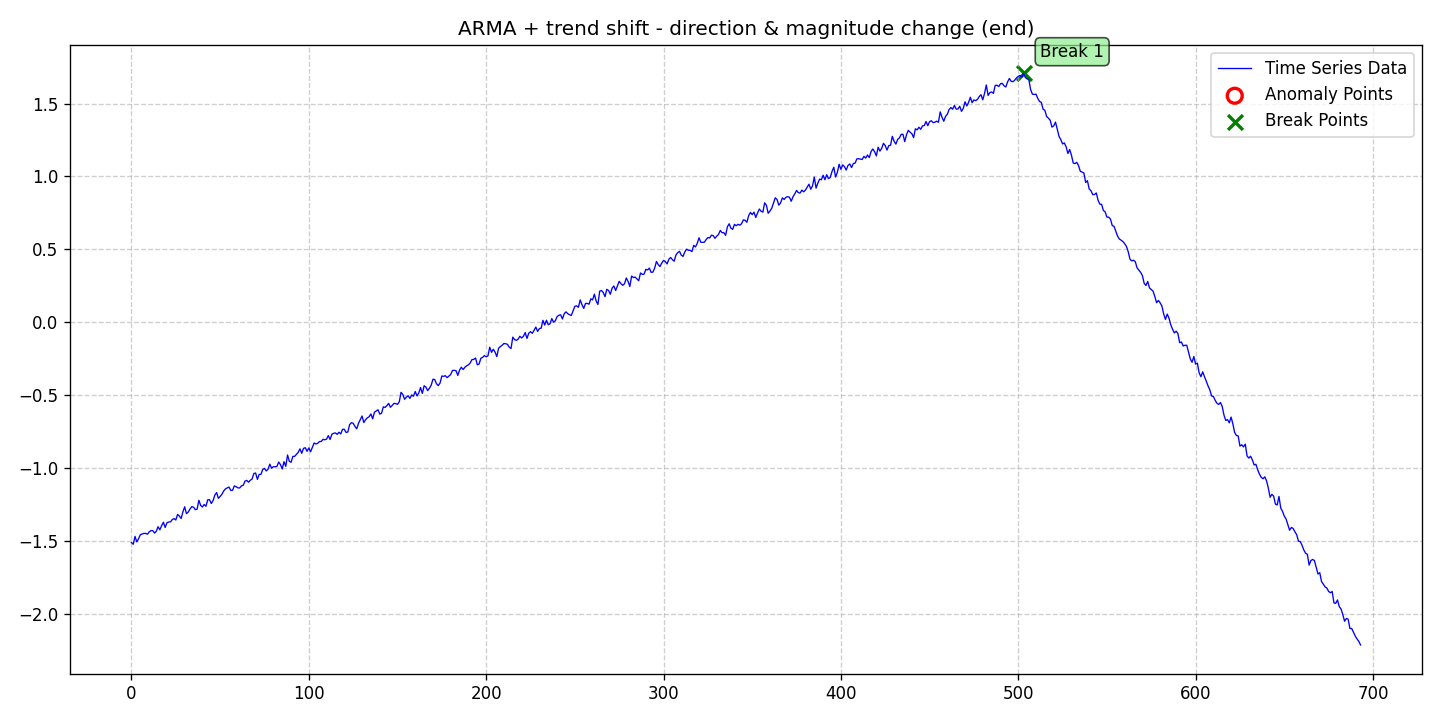 ARMA + trend shift - direction & magnitude change (end)
Break 1
Time Series Data
Anomaly Points
Break Points
1.5
1.0
0.5
0.0
−0.5
−1.0
−1.5
−2.0
0 100 200 300 400 500 600 700